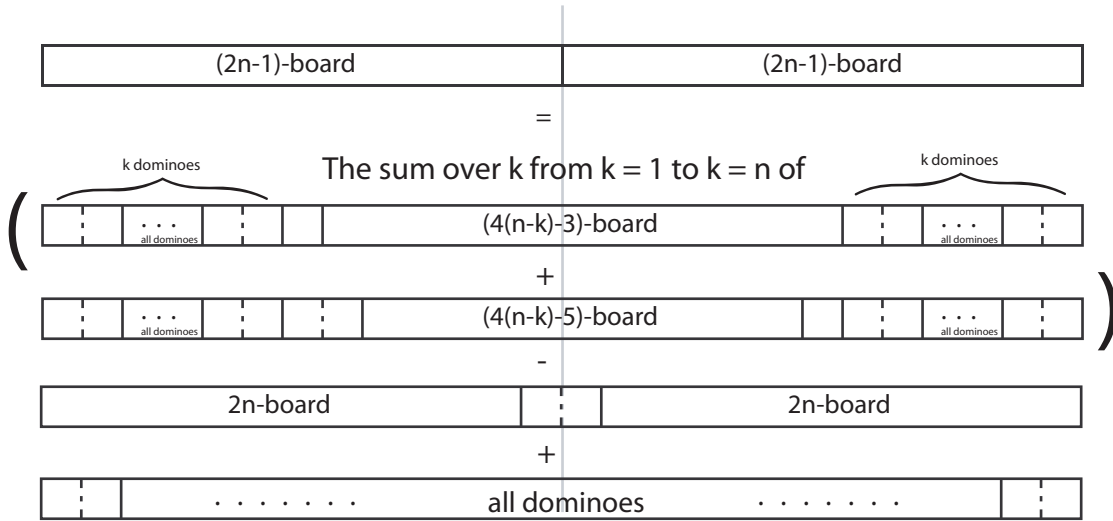 (2n-1)-board (2n-1)-board
=
k dominoes The sum over k from k = 1 to k = n of k dominoes
( . . . all dominoes (4(n-k)-3)-board . . . all dominoes
+
. . . all dominoes (4(n-k)-5)-board . . . all dominoes )
-
2n-board 2n-board
+
. . . . . . . all dominoes . . . . . . .